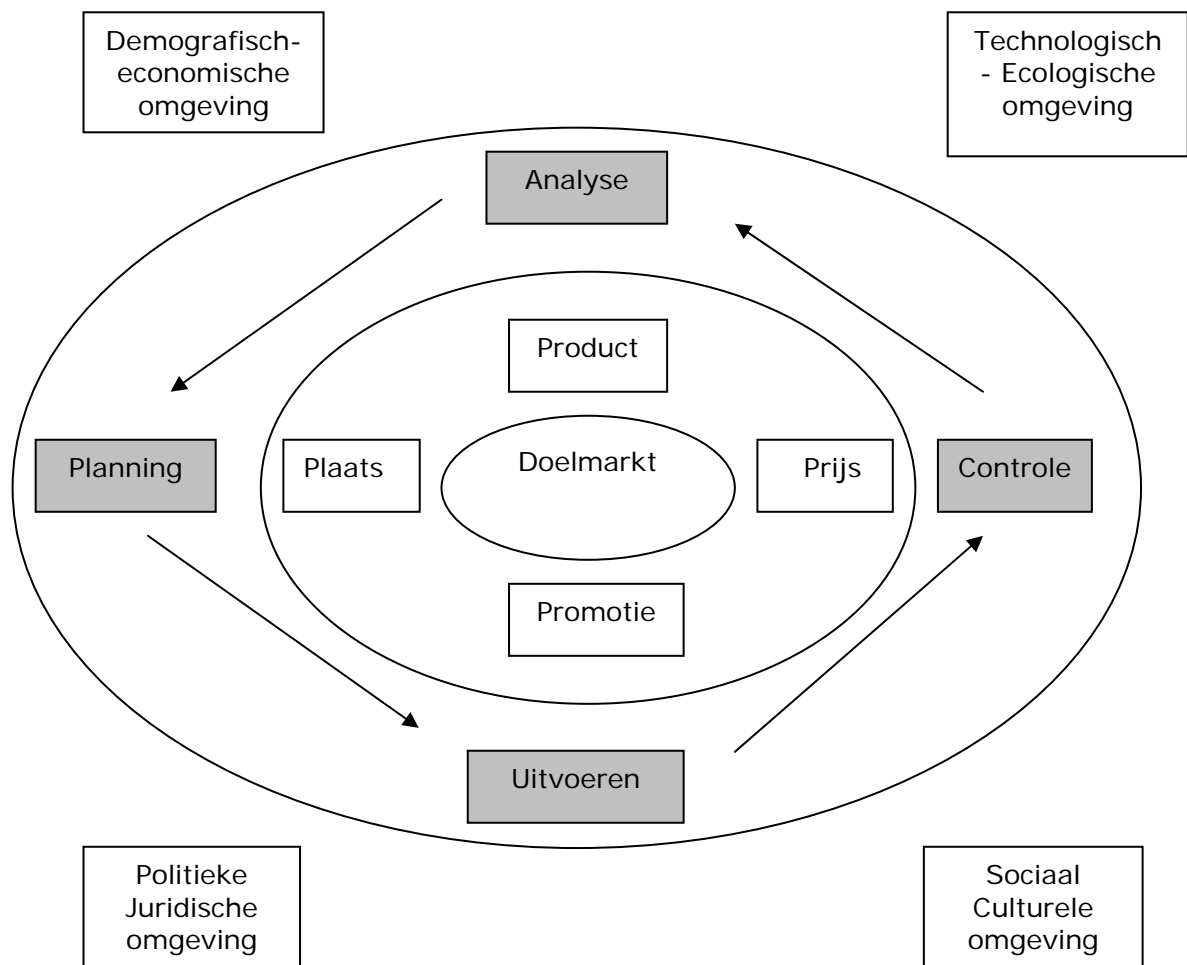 Demografisch-
economische
omgeving
Technologisch
- Ecologische
omgeving
Analyse
Product
Planning
Plaats
Doelmarkt
Prijs
Controle
Promotie
Uitvoeren
Politieke
Juridische
omgeving
Sociaal
Culturele
omgeving